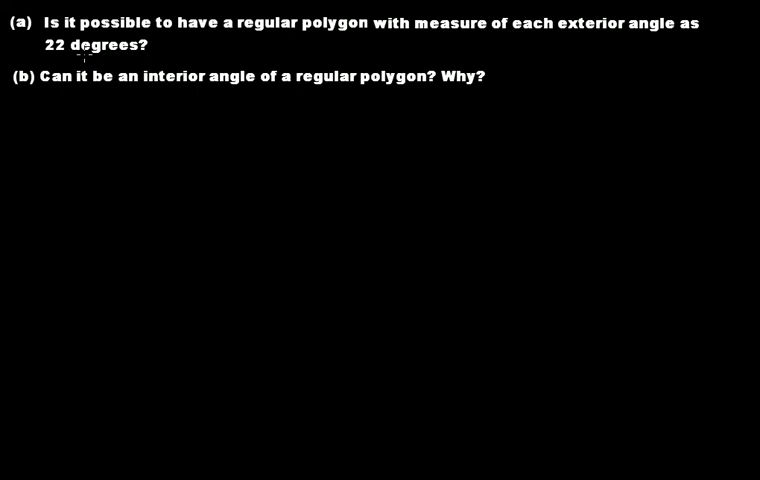 (a) Is it possible to have a regular polygon with measure of each exterior angle as
22 degrees?
(b) Can it be an interior angle of a regular polygon? Why?